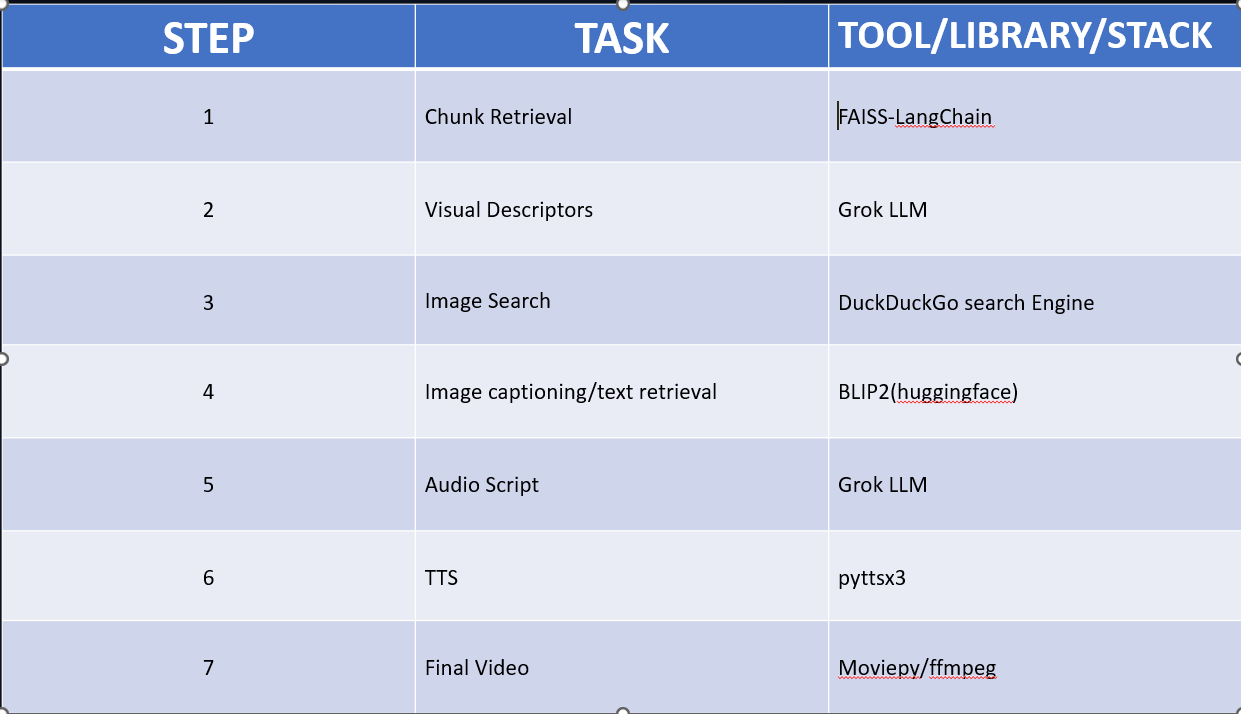 STEP TASK TOOL/LIBRARY/STACK
1 Chunk Retrieval FAISS-LangChain
2 Visual Descriptors Grok LLM
3 Image Search DuckDuckGo search Engine
4 Image captioning/text retrieval BLIP2(huggingface)
5 Audio Script Grok LLM
6 TTS pyttsx3
7 Final Video Moviepy/ffmpeg